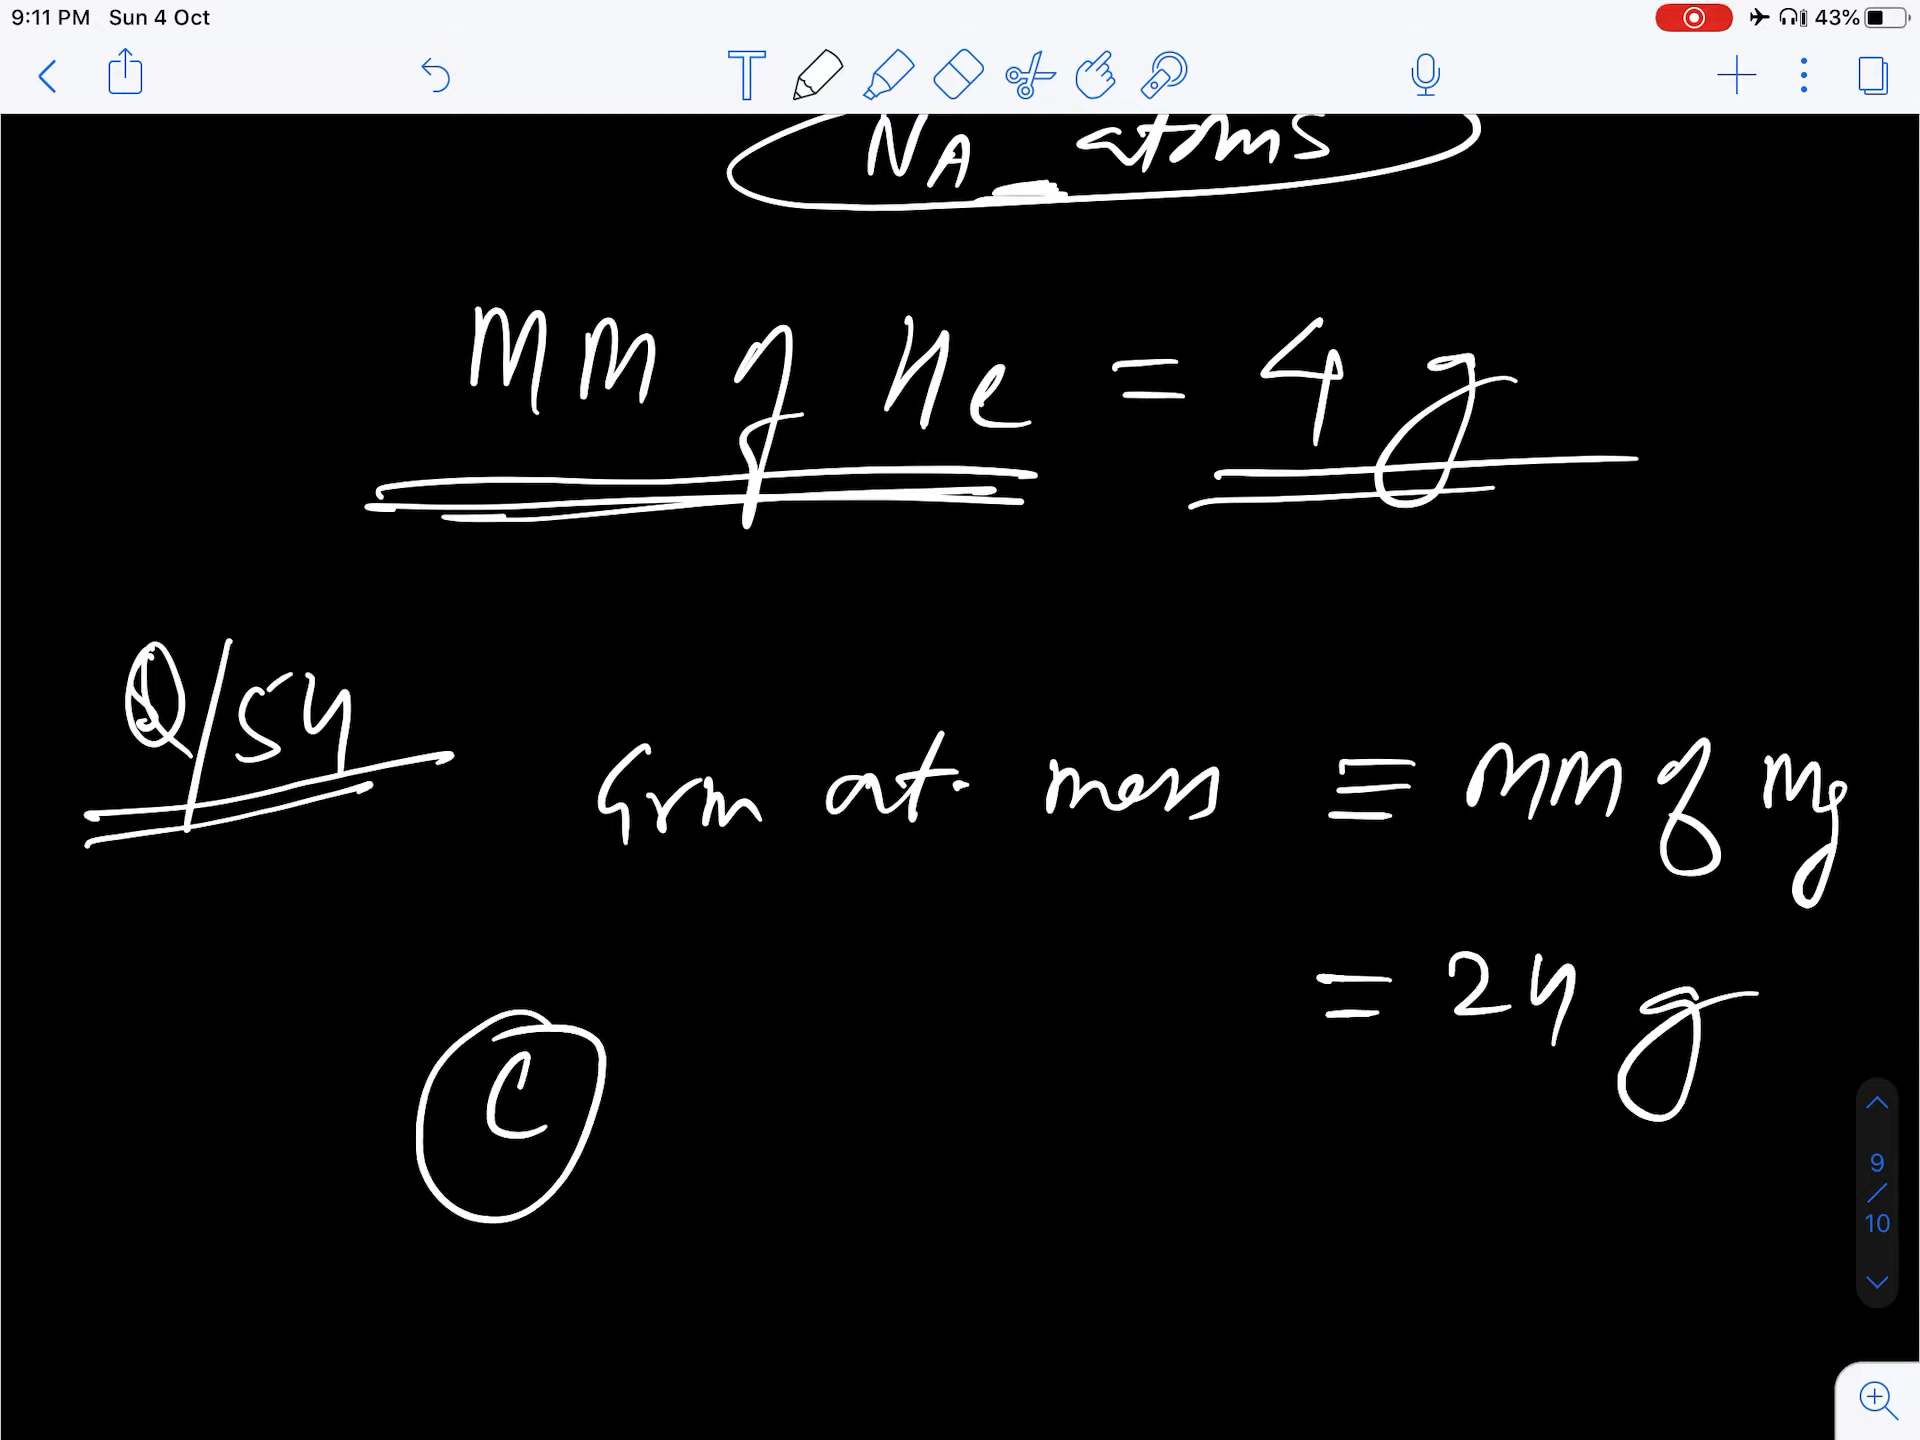 9:11 PM Sun 4 Oct
43%
NA atoms
MM of He = 4 g
Q/54
Grm at. mass ≡ MM of Mg
= 24 g
C
9
/
10